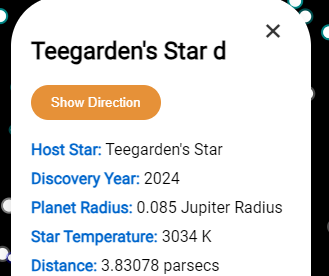 Teegarden's Star d
Show Direction
Host Star: Teegarden's Star
Discovery Year: 2024
Planet Radius: 0.085 Jupiter Radius
Star Temperature: 3034 K
Distance: 3.83078 parsecs